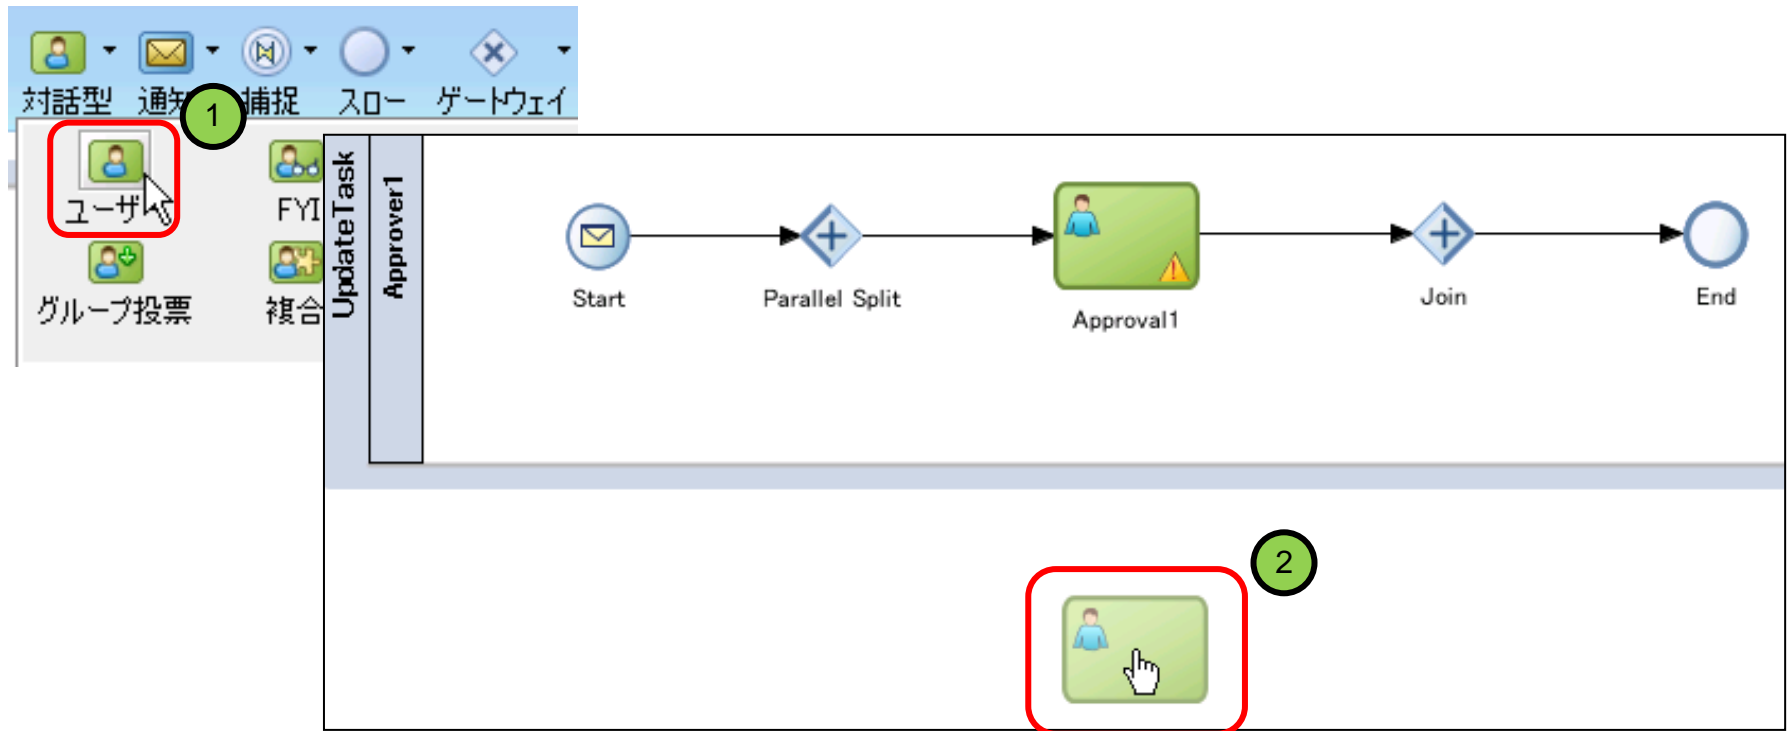 対話型 通知 捕捉 スロー ゲートウェイ
1
ユーザ FYI
グループ投票 複合
UpdateTask
Approver1
Start Parallel Split Approval1 Join End
2